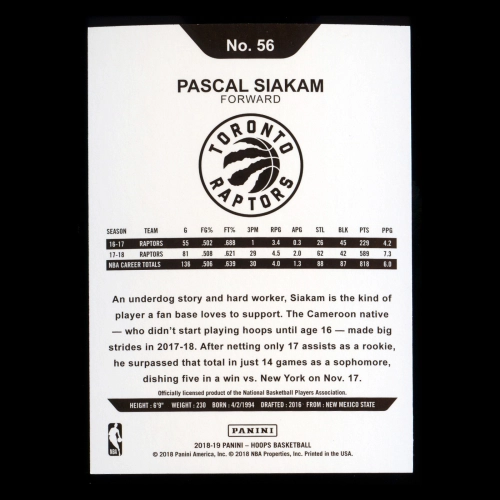 No. 56
PASCAL SIAKAM
FORWARD
TORONTO
RAPTORS
SEASON TEAM G FG% FT% 3PM RPG APG STL BLK PTS PPG
16-17 RAPTORS 55 .502 .688 1 3.4 0.3 26 45 229 4.2
17-18 RAPTORS 81 .508 .621 29 4.5 2.0 62 42 589 7.3
NBA CAREER TOTALS 136 .506 .639 30 4.0 1.3 88 87 818 6.0
An underdog story and hard worker, Siakam is the kind of
player a fan base loves to support. The Cameroon native
— who didn't start playing hoops until age 16 — made big
strides in 2017-18. After netting only 17 assists as a rookie,
he surpassed that total in just 14 games as a sophomore,
dishing five in a win vs. New York on Nov. 17.
Officially licensed product of the National Basketball Players Association.
HEIGHT: 6'9" WEIGHT: 230 BORN: 4/2/1994 DRAFTED: 2016 FROM: NEW MEXICO STATE
PANINI
NBA
2018-19 PANINI – HOOPS BASKETBALL
© 2018 Panini America, Inc. © 2018 NBA Properties, Inc. Printed in the USA.